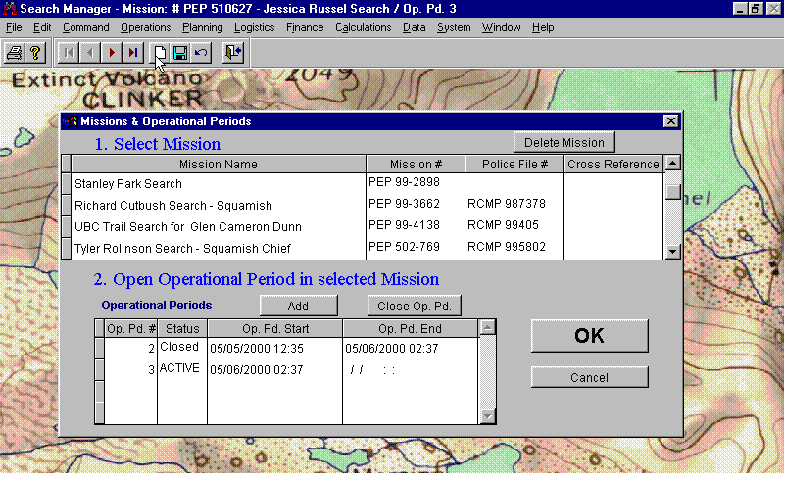 Search Manager - Mission: # PEP 510627 - Jessica Russel Search / Op. Pd. 3
File Edit Command Operations Planning Logistics Finance Calculations Data System Window Help
Extinct Volcano
2049
CLINKER
Missions & Operational Periods
1. Select Mission
Delete Mission
Mission Name Mission # Police File # Cross Reference
Stanley Park Search PEP 99-2898
Richard Cutbush Search - Squamish PEP 99-3662 RCMP 987378
UBC Trail Search for Glen Cameron Dunn PEP 99-4138 RCMP 99405
Tyler Robinson Search - Squamish Chief PEP 502-769 RCMP 995802
2. Open Operational Period in selected Mission
Operational Periods Add Close Op. Pd.
Op. Pd. # Status Op. Pd. Start Op. Pd. End
2 Closed 05/05/2000 12:35 05/06/2000 02:37
3 ACTIVE 05/06/2000 02:37 / / : :
OK
Cancel